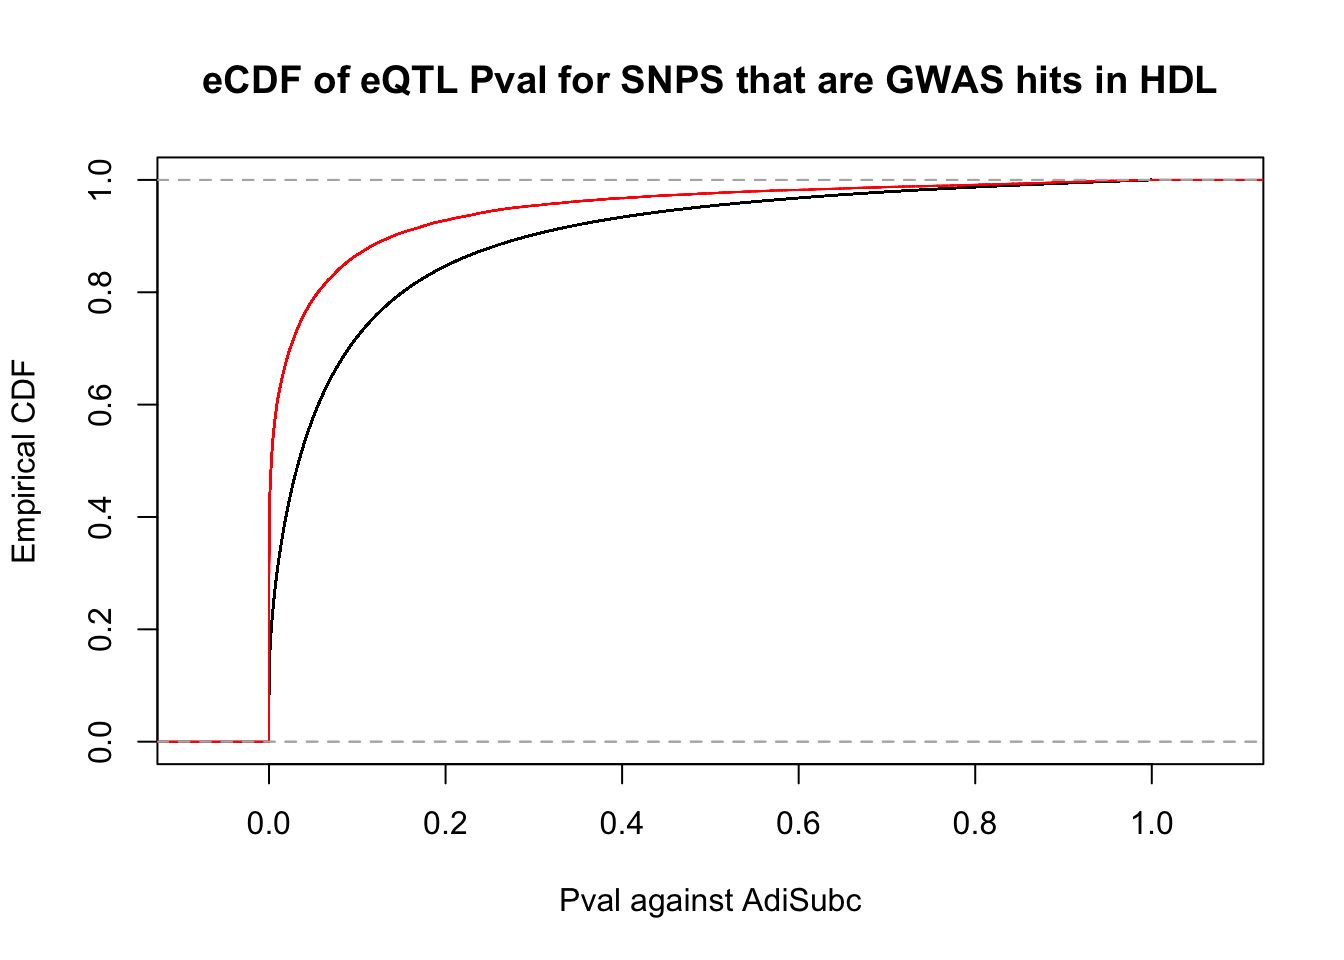 eCDF of eQTL Pval for SNPS that are GWAS hits in HDL
Empirical CDF
1.0
0.8
0.6
0.4
0.2
0.0
0.0 0.2 0.4 0.6 0.8 1.0
Pval against AdiSubc